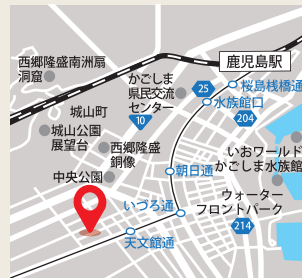 鹿児島駅
西郷隆盛南洲扇
洞窟
かごしま
県民交流
センター
25
桜島桟橋通
水族館口
204
城山町
10
城山公園
展望台
西郷隆盛
銅像
いおワールド
かごしま水族館
朝日通
中央公園
ウォーター
フロントパーク
いづろ通
214
天文館通